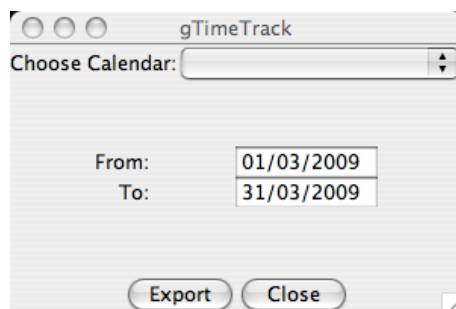 gTimeTrack
Choose Calendar:
From: 01/03/2009
To: 31/03/2009
Export Close